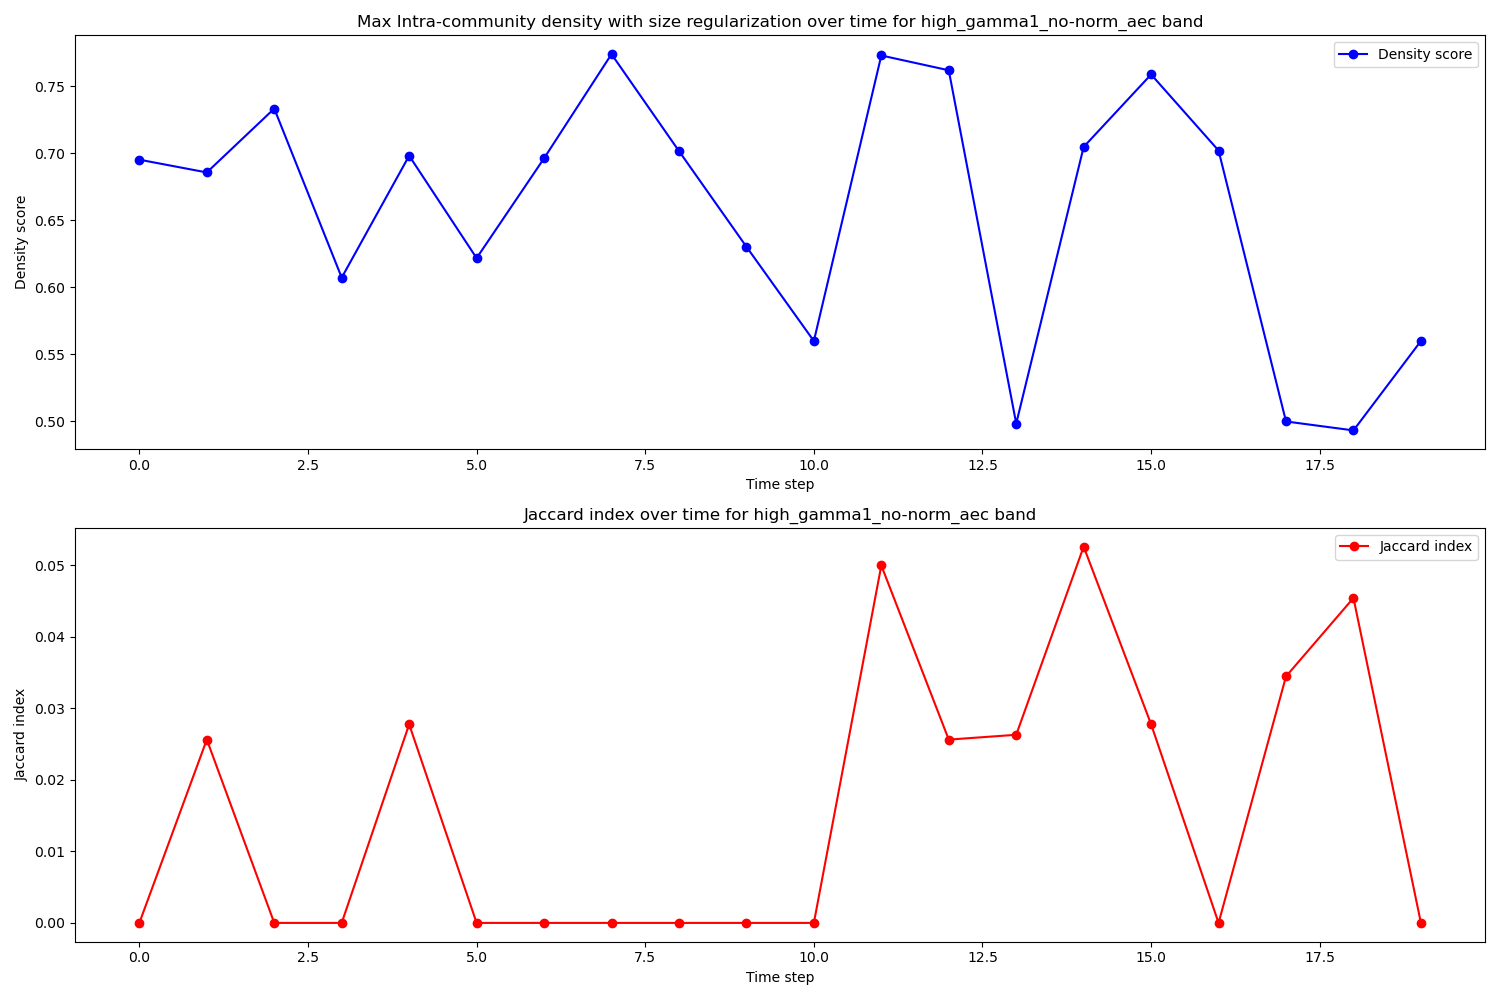 Max Intra-community density with size regularization over time for high_gamma1_no-norm_aec band
Density score
Density score
0.75
0.70
0.65
0.60
0.55
0.50
0.0 2.5 5.0 7.5 10.0 12.5 15.0 17.5
Time step
Jaccard index over time for high_gamma1_no-norm_aec band
Jaccard index
Jaccard index
0.05
0.04
0.03
0.02
0.01
0.00
0.0 2.5 5.0 7.5 10.0 12.5 15.0 17.5
Time step